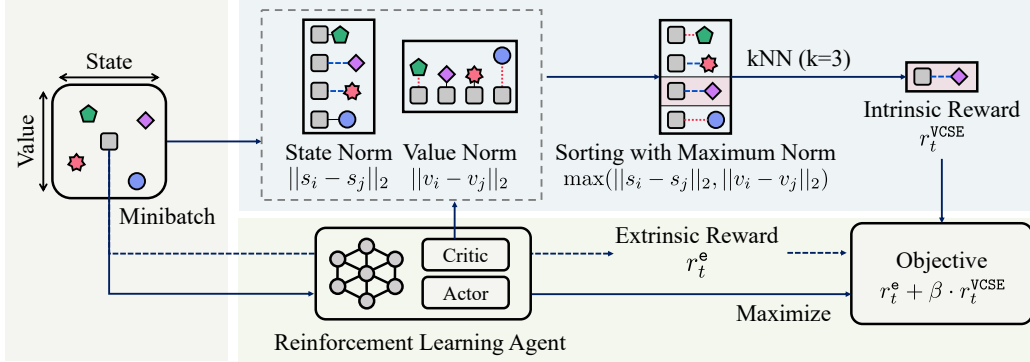 State
Value
Minibatch
State Norm
||s_i − s_j||_2
Value Norm
||v_i − v_j||_2
Sorting with Maximum Norm
max(||s_i − s_j||_2, ||v_i − v_j||_2)
kNN (k=3)
Intrinsic Reward
r_t^VCSE
Critic
Actor
Reinforcement Learning Agent
Extrinsic Reward
r_t^e
Maximize
Objective
r_t^e + β · r_t^VCSE